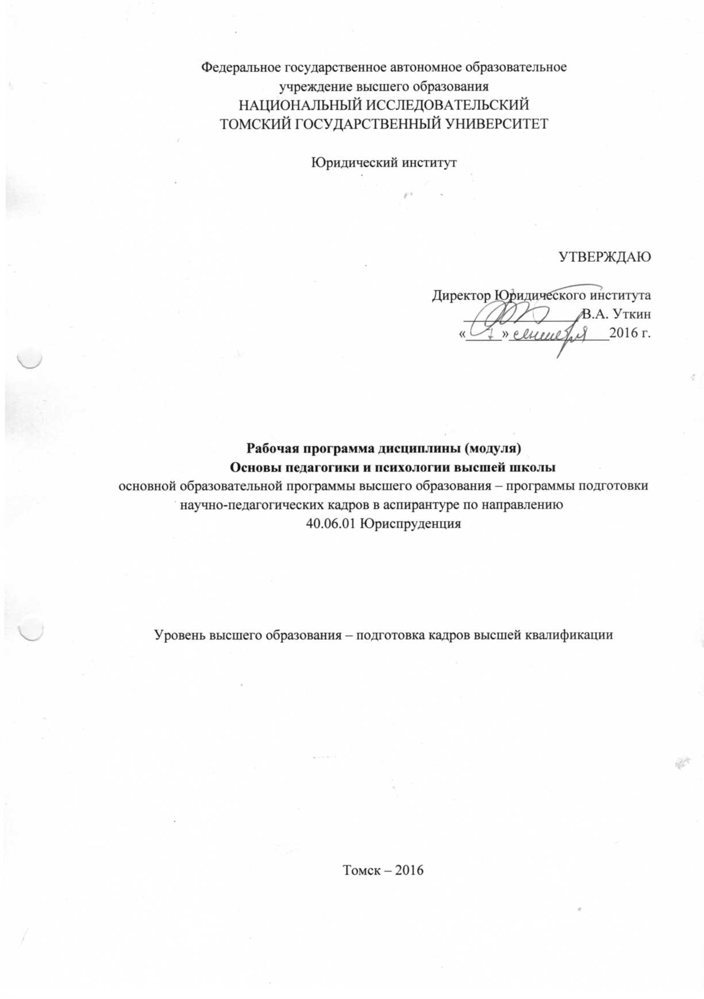 Федеральное государственное автономное образовательное
учреждение высшего образования
НАЦИОНАЛЬНЫЙ ИССЛЕДОВАТЕЛЬСКИЙ
ТОМСКИЙ ГОСУДАРСТВЕННЫЙ УНИВЕРСИТЕТ
Юридический институт
УТВЕРЖДАЮ
Директор Юридического института
В.А. Уткин
« 7 » сентября 2016 г.
Рабочая программа дисциплины (модуля)
Основы педагогики и психологии высшей школы
основной образовательной программы высшего образования – программы подготовки
научно-педагогических кадров в аспирантуре по направлению
40.06.01 Юриспруденция
Уровень высшего образования – подготовка кадров высшей квалификации
Томск – 2016